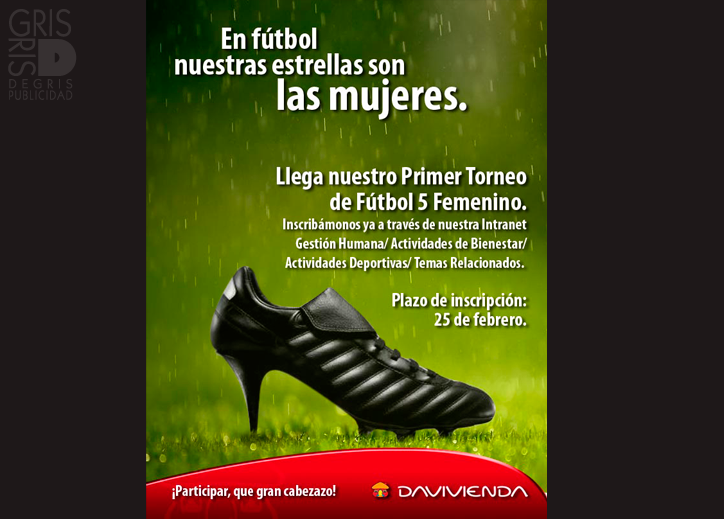 GRIS
GRIS
D
DEGRIS
PUBLICIDAD
En fútbol
nuestras estrellas son
las mujeres.
Llega nuestro Primer Torneo
de Fútbol 5 Femenino.
Inscribámonos ya a través de nuestra Intranet
Gestión Humana/ Actividades de Bienestar/
Actividades Deportivas/ Temas Relacionados.
Plazo de inscripción:
25 de febrero.
¡Participar, que gran cabezazo!
DAVIVIENDA